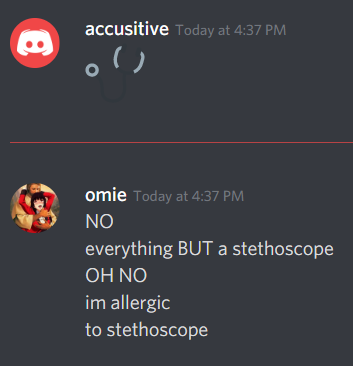 accusitive Today at 4:37 PM
omie Today at 4:37 PM
NO
everything BUT a stethoscope
OH NO
im allergic
to stethoscope